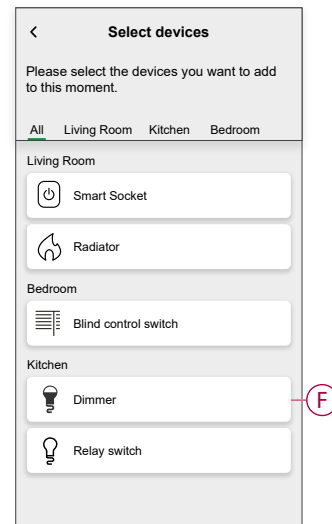 Select devices
Please select the devices you want to add
to this moment.
All Living Room Kitchen Bedroom
Living Room
Smart Socket
Radiator
Bedroom
Blind control switch
Kitchen
Dimmer
F
Relay switch